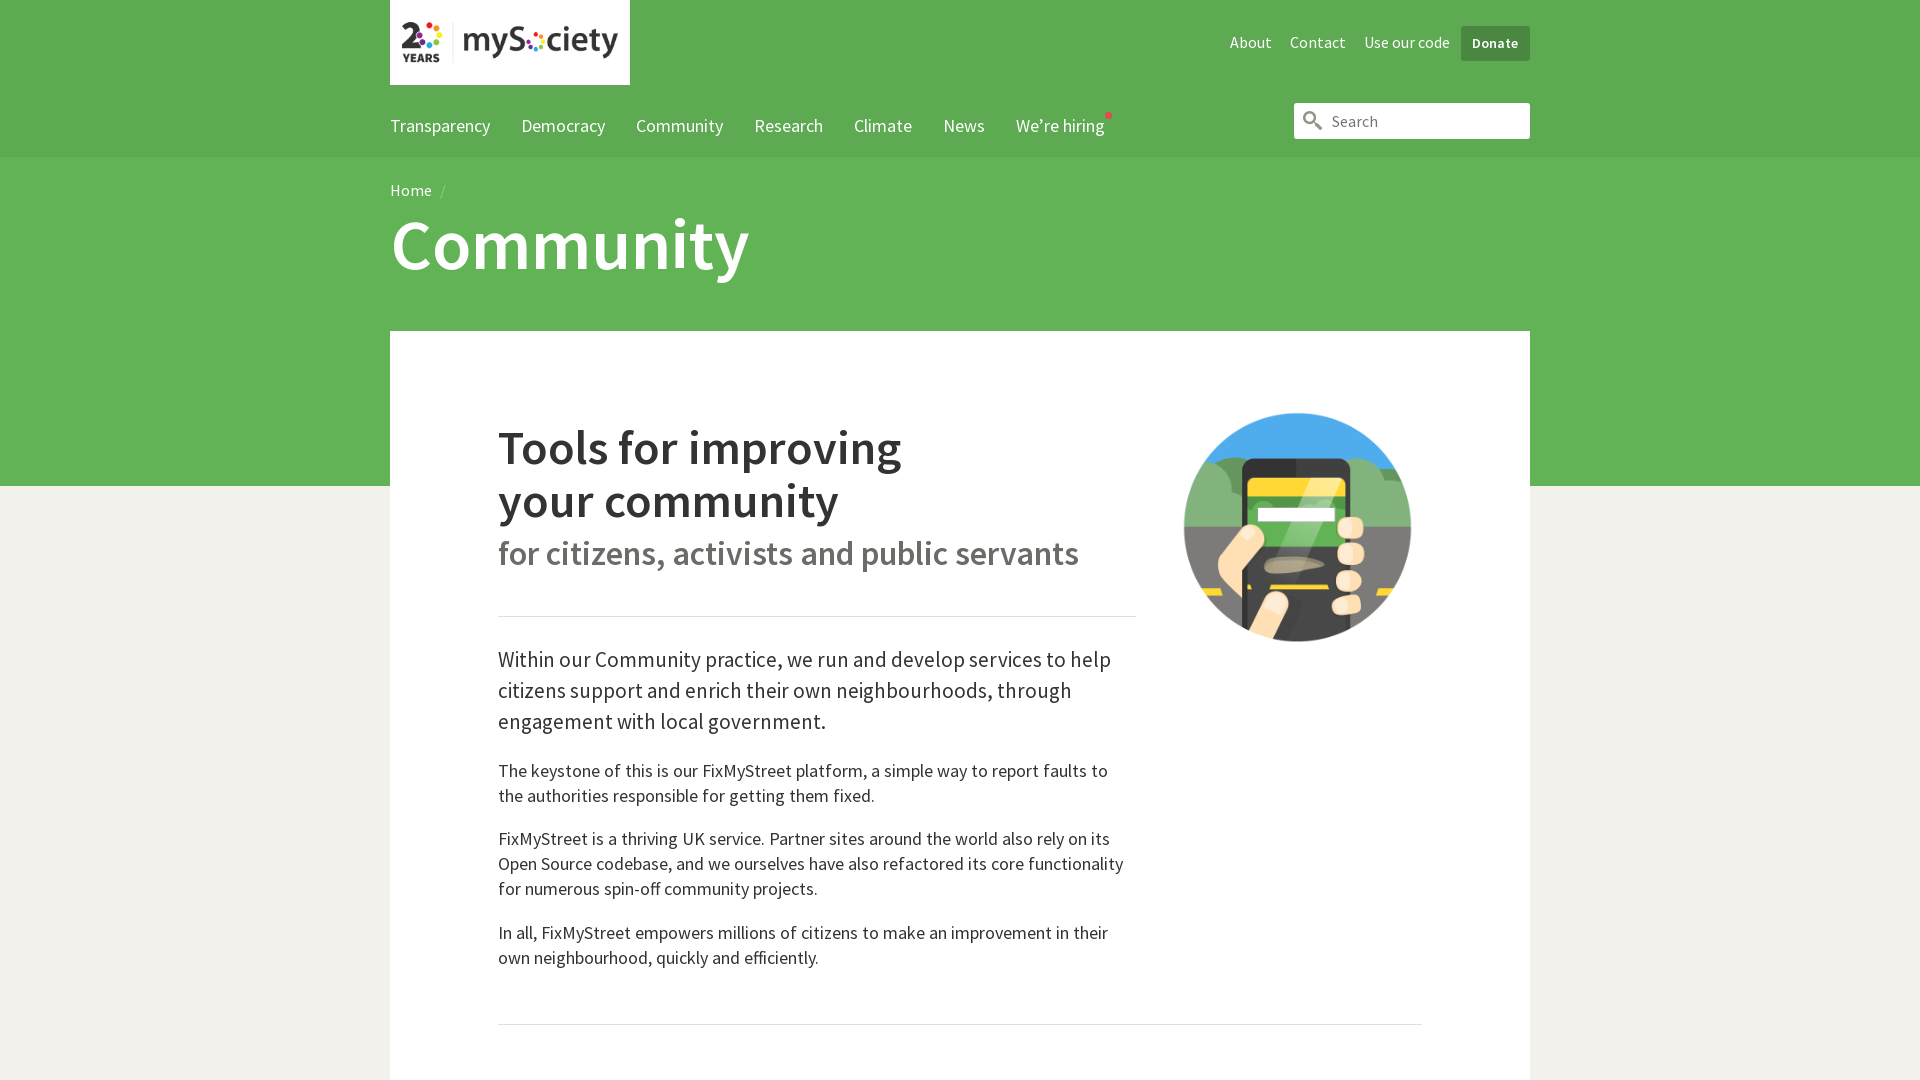 20 YEARS mySociety
About Contact Use our code Donate
Transparency Democracy Community Research Climate News We’re hiring Search
Home /
Community
Tools for improving
your community
for citizens, activists and public servants
Within our Community practice, we run and develop services to help
citizens support and enrich their own neighbourhoods, through
engagement with local government.
The keystone of this is our FixMyStreet platform, a simple way to report faults to
the authorities responsible for getting them fixed.
FixMyStreet is a thriving UK service. Partner sites around the world also rely on its
Open Source codebase, and we ourselves have also refactored its core functionality
for numerous spin-off community projects.
In all, FixMyStreet empowers millions of citizens to make an improvement in their
own neighbourhood, quickly and efficiently.